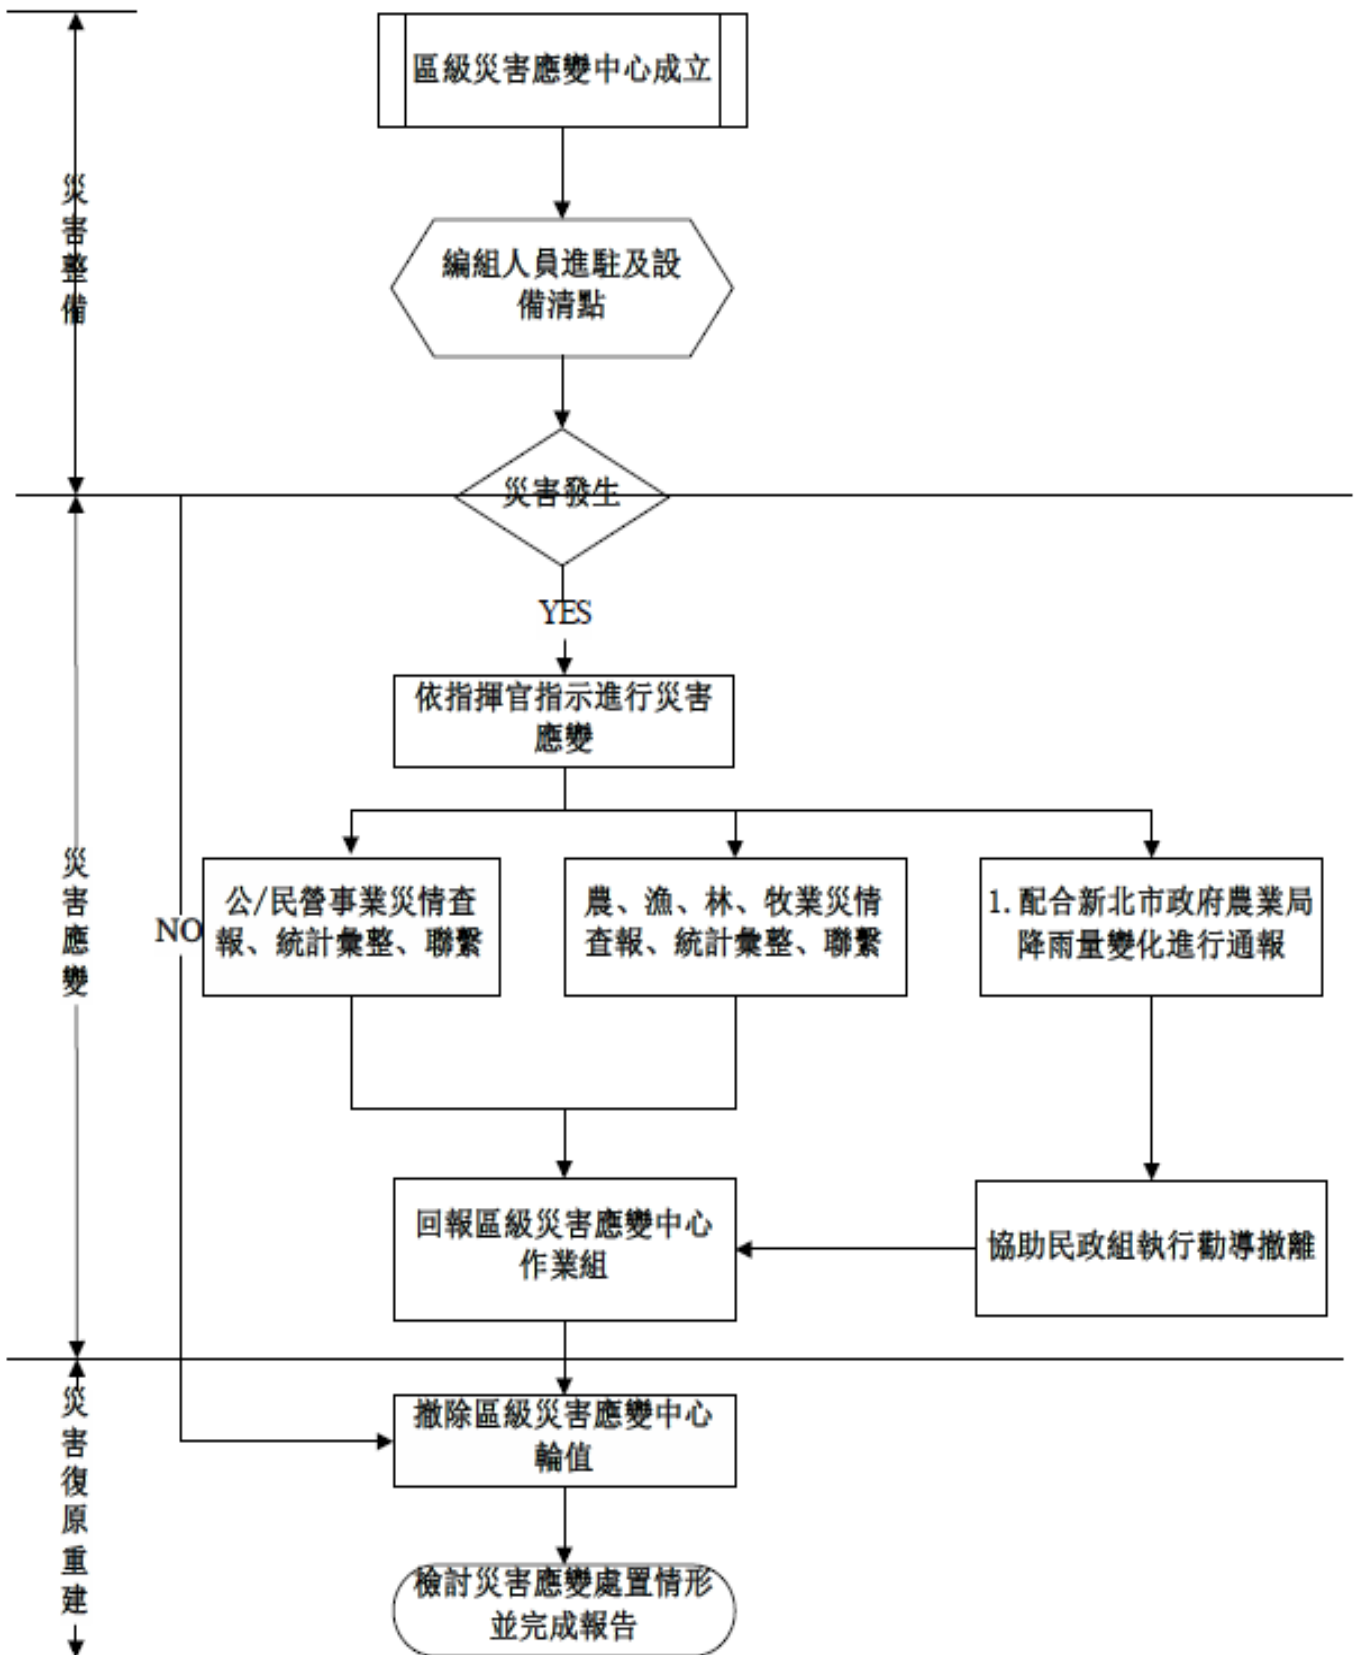 區級災害應變中心成立
災害整備
編組人員進駐及設
備清點
災害發生
YES
依指揮官指示進行災害
應變
災害應變
NO
公/民營事業災情查
報、統計彙整、聯繫
農、漁、林、牧業災情
查報、統計彙整、聯繫
1.配合新北市政府農業局
降雨量變化進行通報
回報區級災害應變中心
作業組
協助民政組執行勸導撤離
災害復原重建
撤除區級災害應變中心
輪值
檢討災害應變處置情形
並完成報告